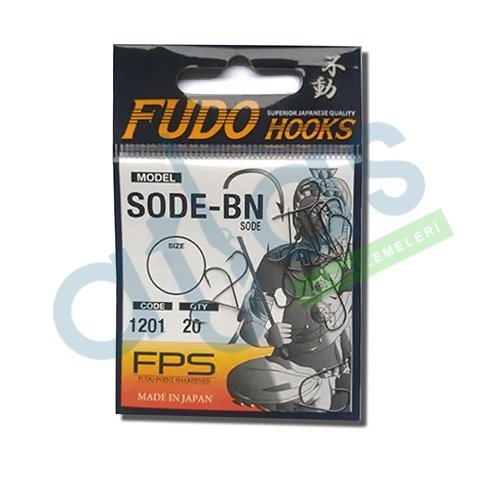 不動
FUDO
SUPERIOR JAPANESE QUALITY
HOOKS
MODEL
SODE-BN
SODE
SIZE
CODE QTY
1201 20
FPS
FUDO POINT SHARPENED
MADE IN JAPAN